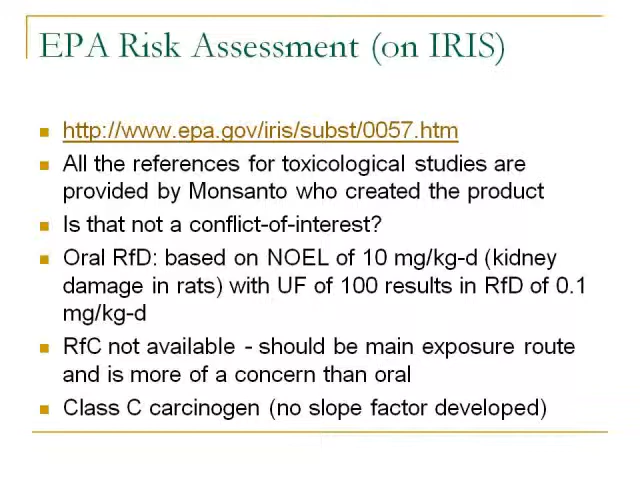 EPA Risk Assessment (on IRIS)
http://www.epa.gov/iris/subst/0057.htm
All the references for toxicological studies are
provided by Monsanto who created the product
Is that not a conflict-of-interest?
Oral RfD: based on NOEL of 10 mg/kg-d (kidney
damage in rats) with UF of 100 results in RfD of 0.1
mg/kg-d
RfC not available - should be main exposure route
and is more of a concern than oral
Class C carcinogen (no slope factor developed)